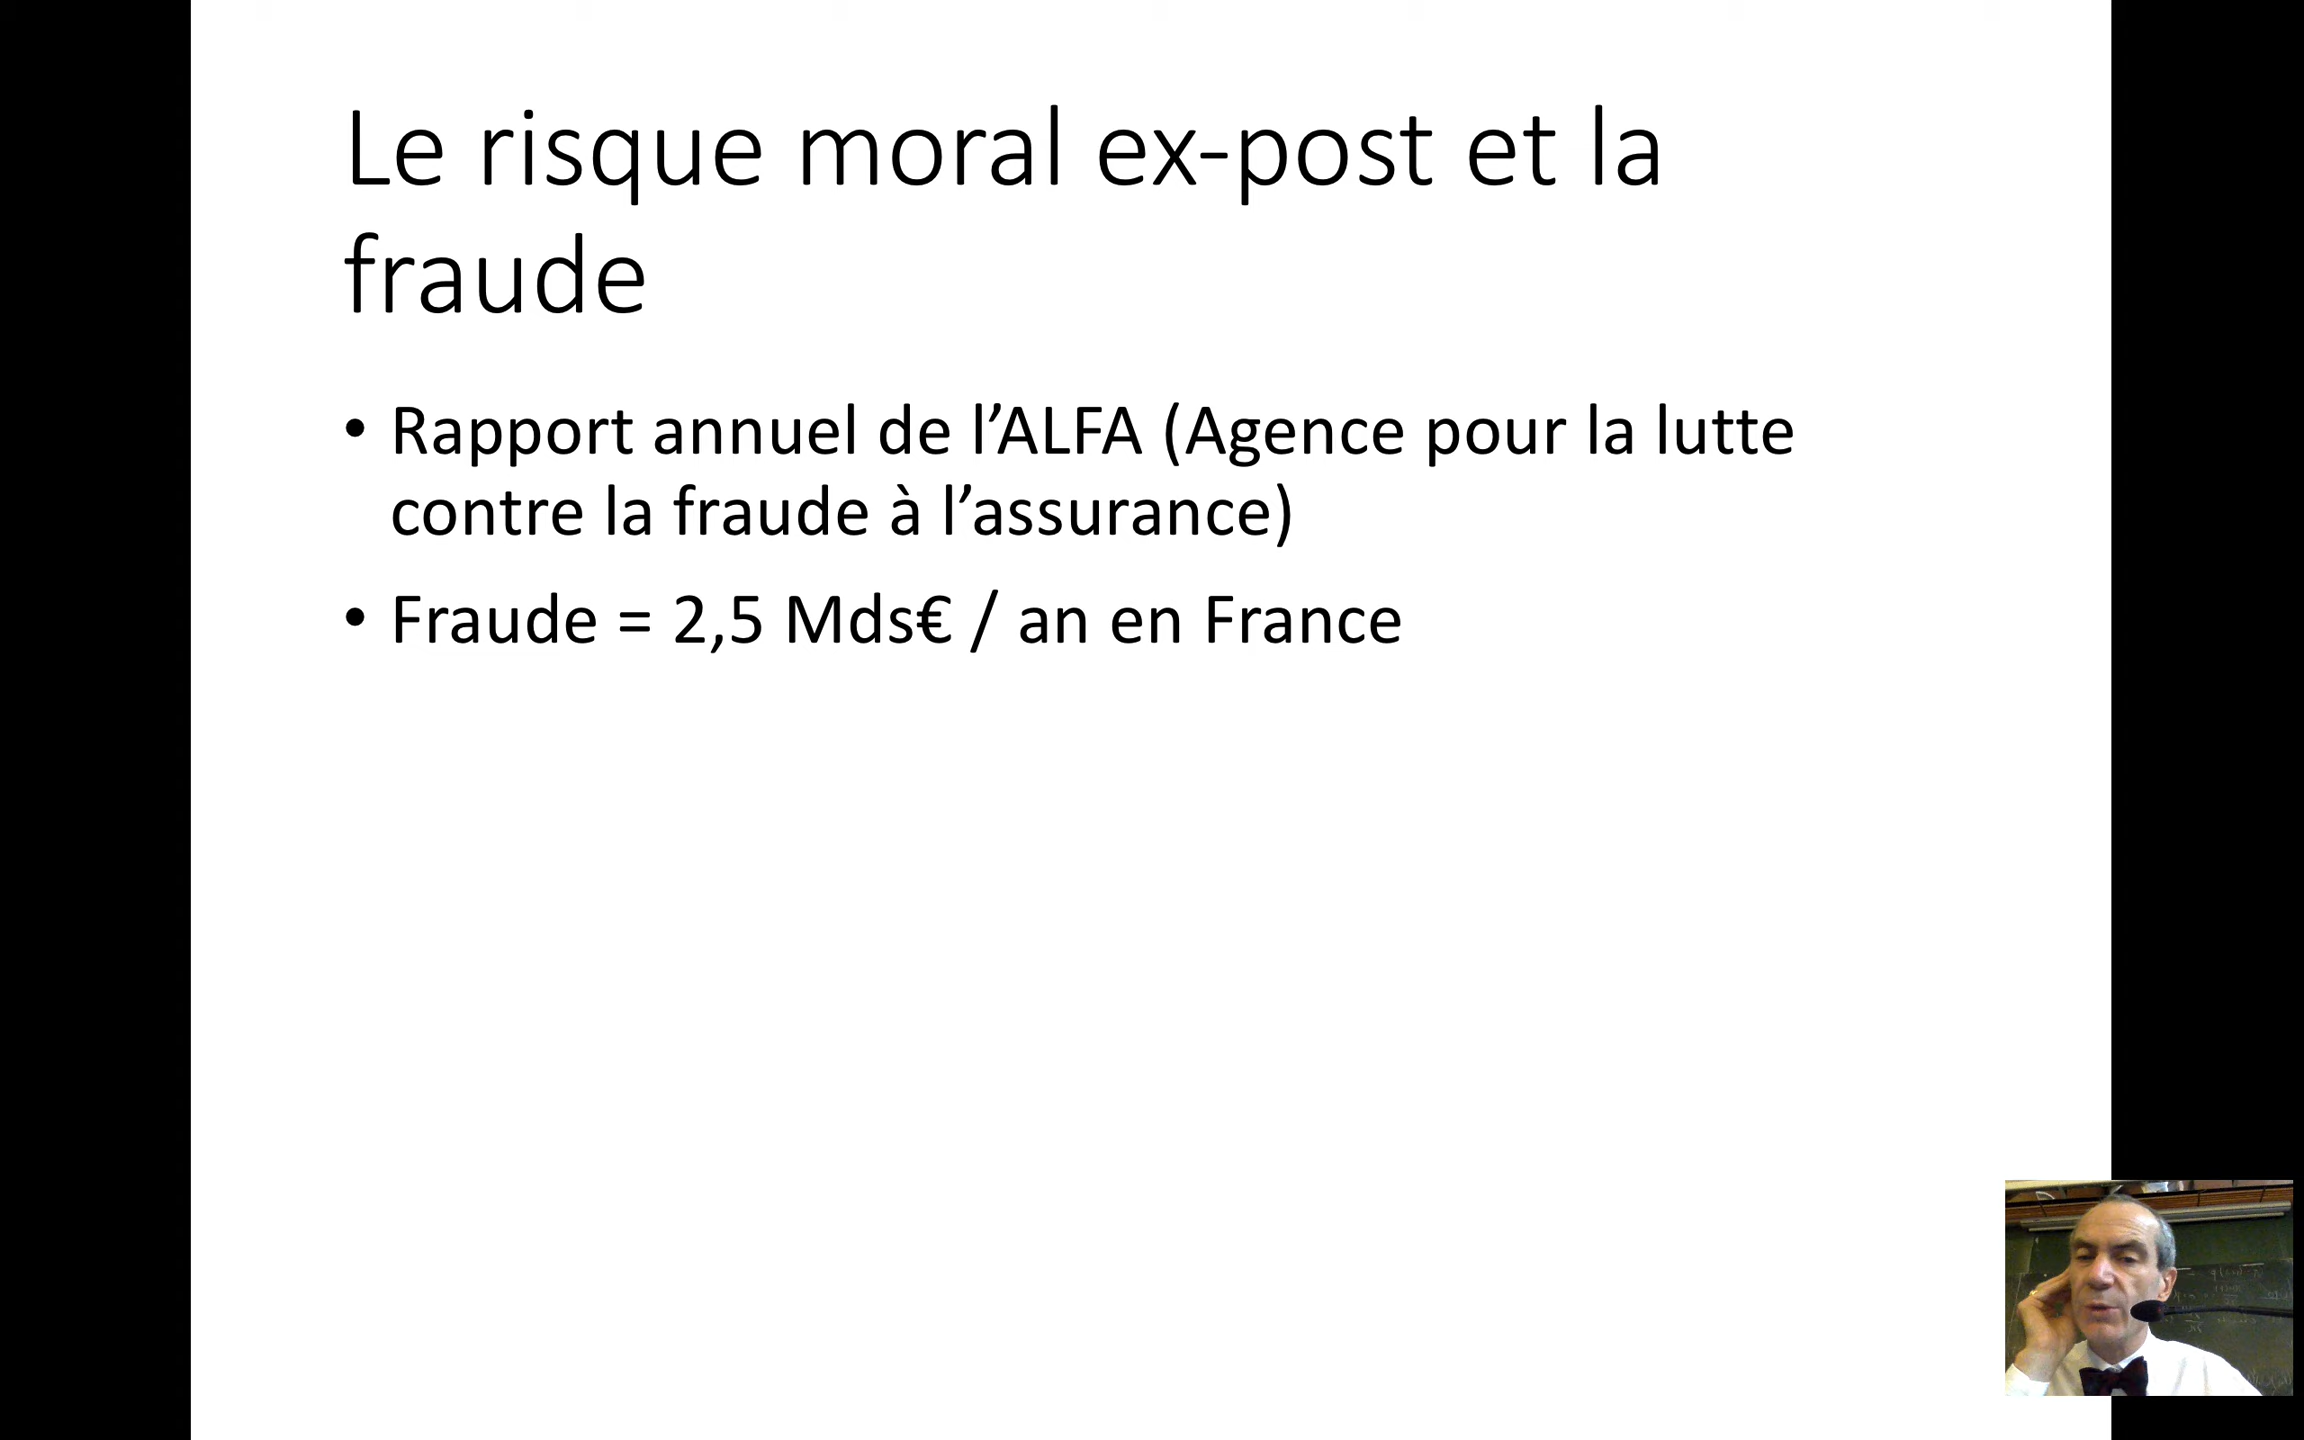 Le risque moral ex-post et la
fraude
• Rapport annuel de l’ALFA (Agence pour la lutte
contre la fraude à l’assurance)
• Fraude = 2,5 Mds€ / an en France